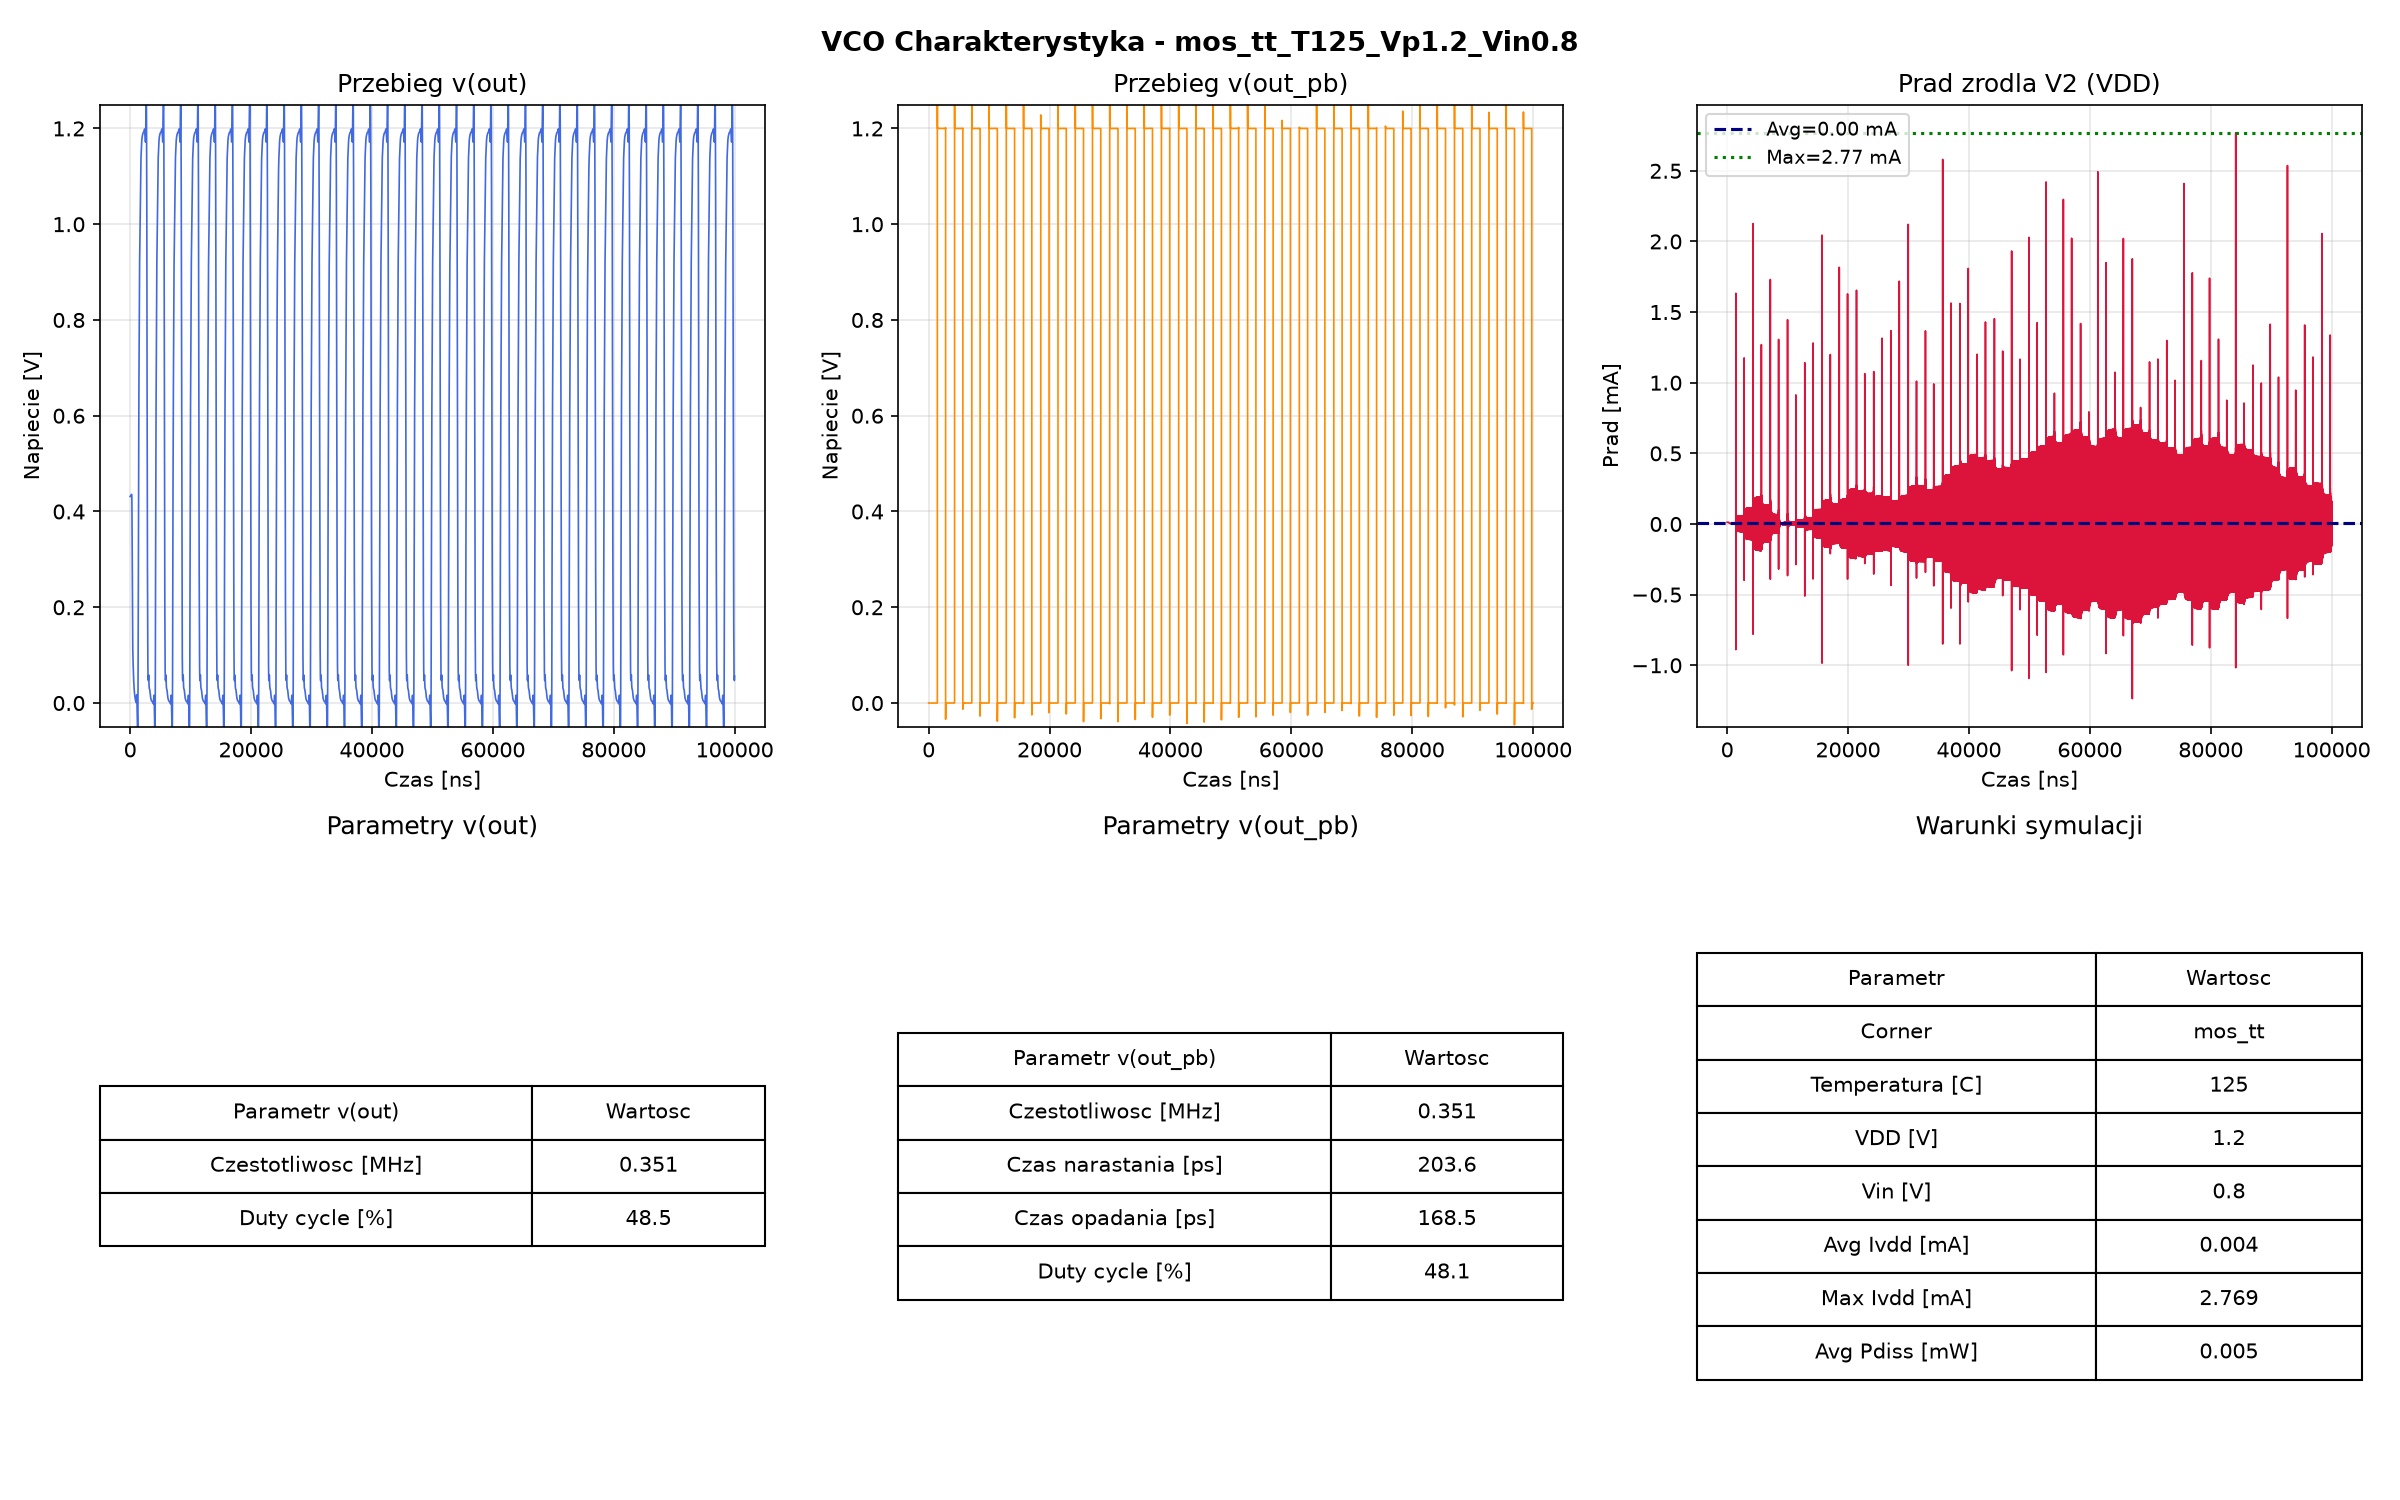 VCO Charakterystyka - mos_tt_T125_Vp1.2_Vin0.8
Przebieg v(out)
Napiecie [V]
1.2
1.0
0.8
0.6
0.4
0.2
0.0
0 20000 40000 60000 80000 100000
Czas [ns]
Przebieg v(out_pb)
Napiecie [V]
1.2
1.0
0.8
0.6
0.4
0.2
0.0
0 20000 40000 60000 80000 100000
Czas [ns]
Prad zrodla V2 (VDD)
Avg=0.00 mA
Max=2.77 mA
Prad [mA]
2.5
2.0
1.5
1.0
0.5
0.0
−0.5
−1.0
0 20000 40000 60000 80000 100000
Czas [ns]
Parametry v(out)
Parametr v(out) Wartosc
Czestotliwosc [MHz] 0.351
Duty cycle [%] 48.5
Parametry v(out_pb)
Parametr v(out_pb) Wartosc
Czestotliwosc [MHz] 0.351
Czas narastania [ps] 203.6
Czas opadania [ps] 168.5
Duty cycle [%] 48.1
Warunki symulacji
Parametr Wartosc
Corner mos_tt
Temperatura [C] 125
VDD [V] 1.2
Vin [V] 0.8
Avg Ivdd [mA] 0.004
Max Ivdd [mA] 2.769
Avg Pdiss [mW] 0.005